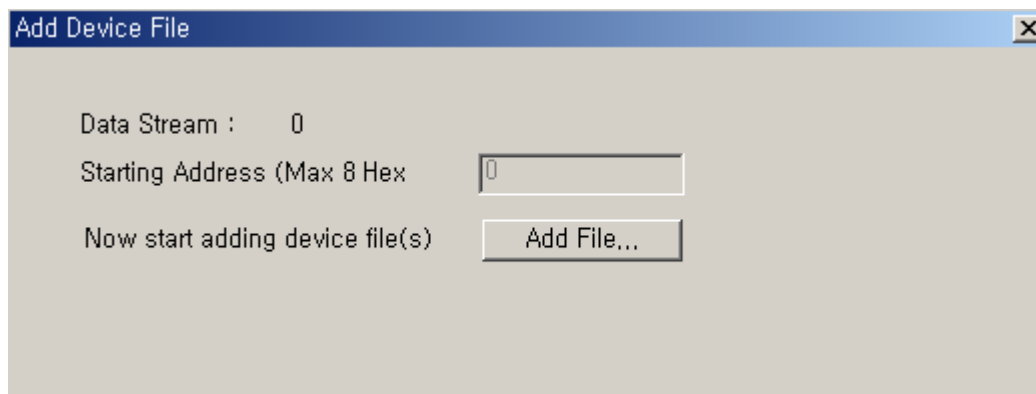 Add Device File
Data Stream : 0
Starting Address (Max 8 Hex 0
Now start adding device file(s) Add File...